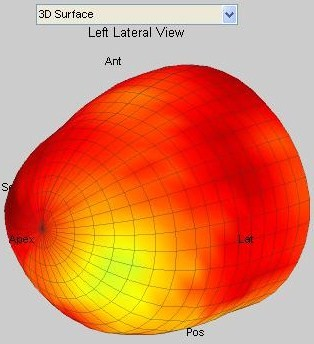 3D Surface
Left Lateral View
Ant
Apex
Lat
Pos